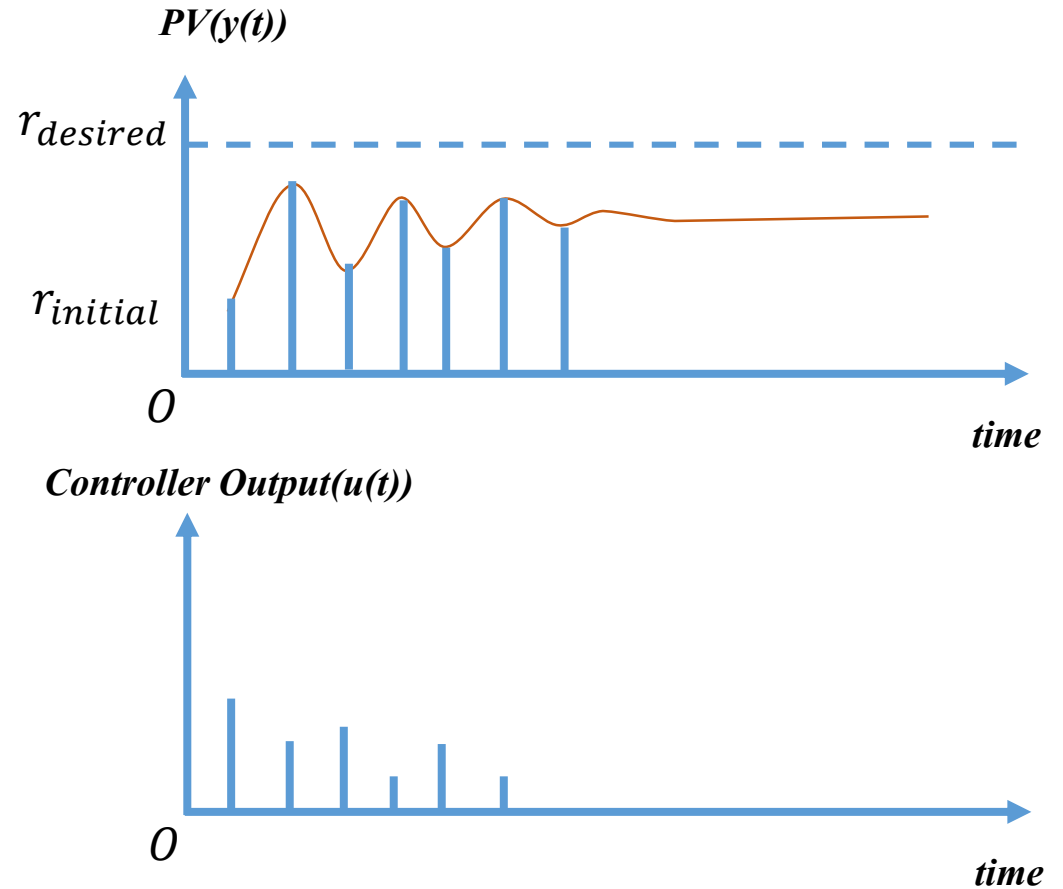 PV(y(t))
r_desired
r_initial
O
time
Controller Output(u(t))
O
time